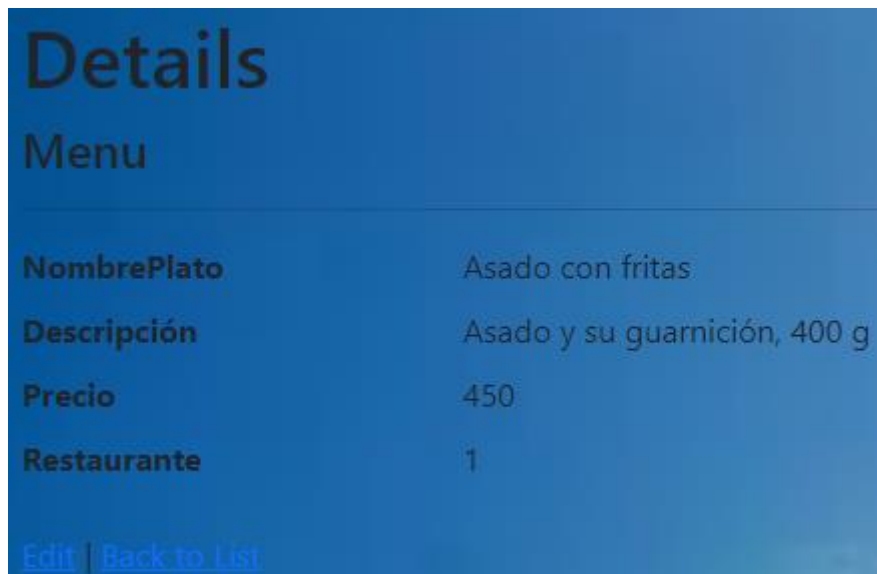 Details
Menu
NombrePlato Asado con fritas
Descripción Asado y su guarnición, 400 g
Precio 450
Restaurante 1
Edit | Back to List